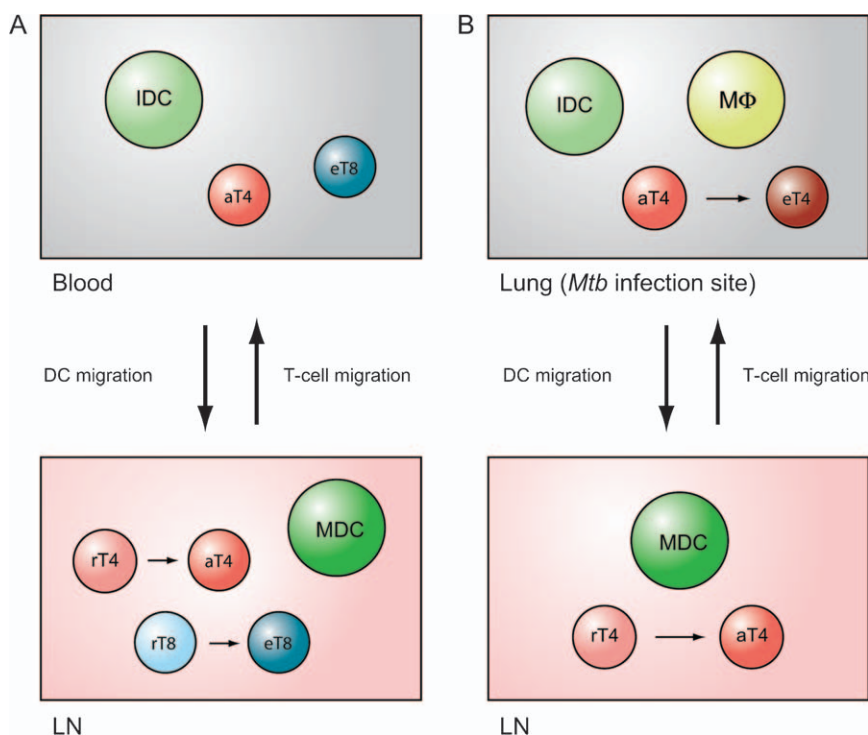 A
IDC
aT4
eT8
Blood
DC migration
T-cell migration
rT4
aT4
MDC
rT8
eT8
LN
B
IDC
MΦ
aT4
eT4
Lung (Mtb infection site)
DC migration
T-cell migration
MDC
rT4
aT4
LN